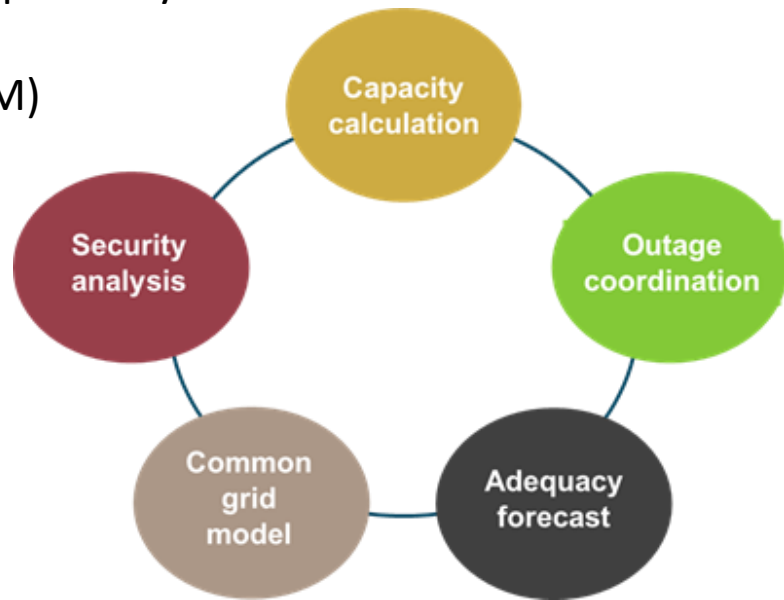 M)
Capacity
calculation
Security
analysis
Outage
coordination
Common
grid
model
Adequacy
forecast